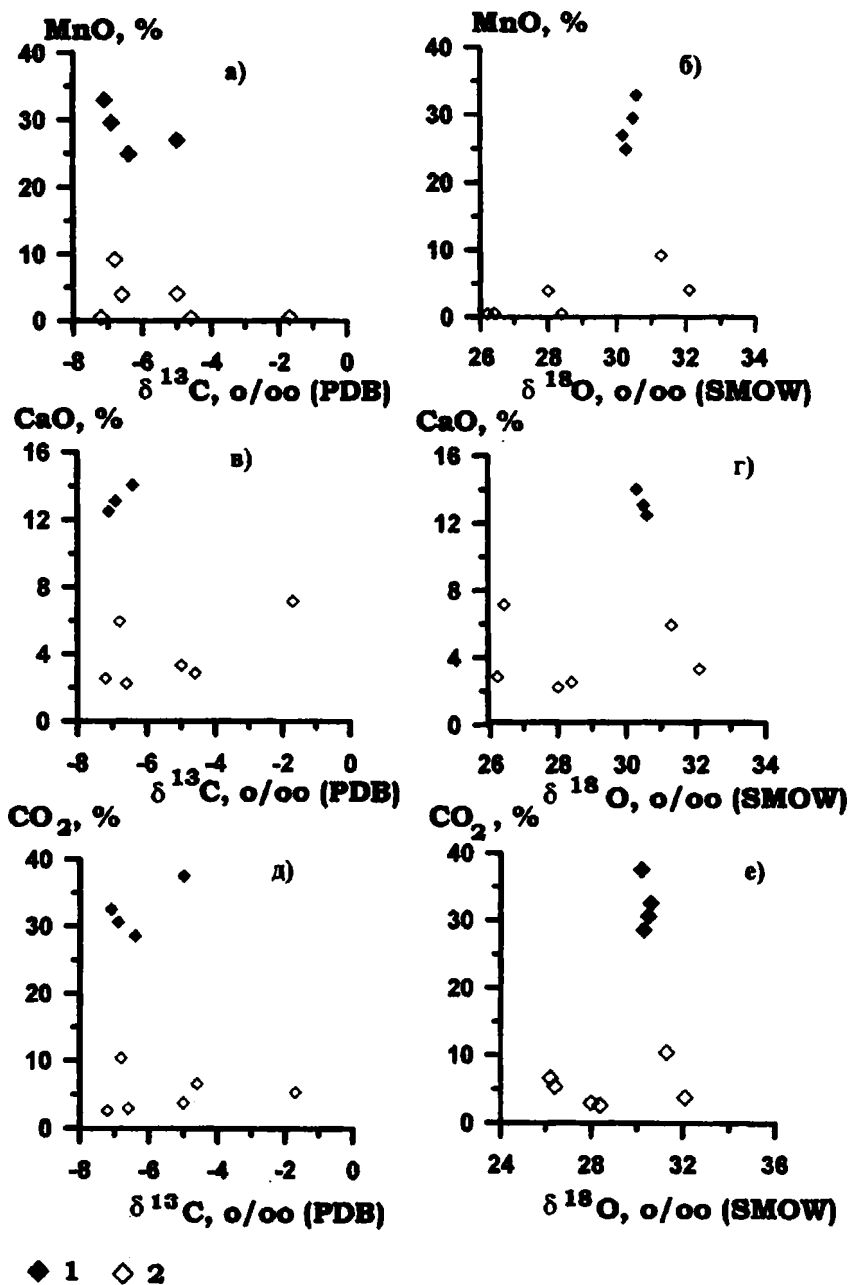 MnO, %
а)
40
30
20
10
0
-8 -6 -4 -2 0
δ ¹³C, o/oo (PDB)
MnO, %
б)
40
30
20
10
0
26 28 30 32 34
δ ¹⁸O, o/oo (SMOW)
CaO, %
в)
16
12
8
4
0
-8 -6 -4 -2 0
δ ¹³C, o/oo (PDB)
CaO, %
г)
16
12
8
4
0
26 28 30 32 34
δ ¹⁸O, o/oo (SMOW)
CO₂, %
д)
40
30
20
10
0
-8 -6 -4 -2 0
δ ¹³C, o/oo (PDB)
CO₂, %
е)
40
30
20
10
0
24 28 32 36
δ ¹⁸O, o/oo (SMOW)
◆ 1 ◇ 2